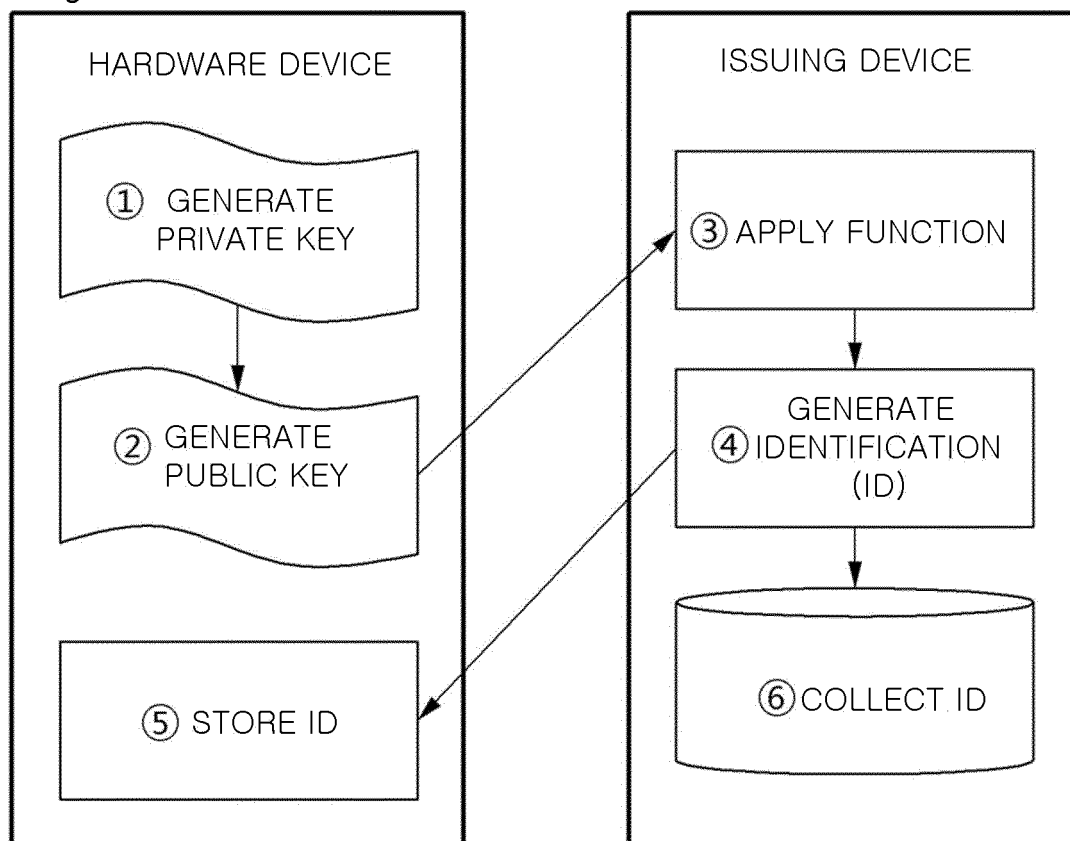 HARDWARE DEVICE
① GENERATE
PRIVATE KEY
② GENERATE
PUBLIC KEY
⑤ STORE ID
ISSUING DEVICE
③ APPLY FUNCTION
GENERATE
④ IDENTIFICATION
(ID)
⑥ COLLECT ID